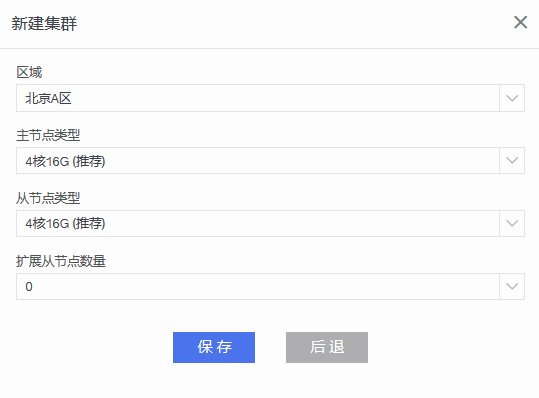 新建集群
区域
北京A区
主节点类型
4核16G (推荐)
从节点类型
4核16G (推荐)
扩展从节点数量
0
保存 后退